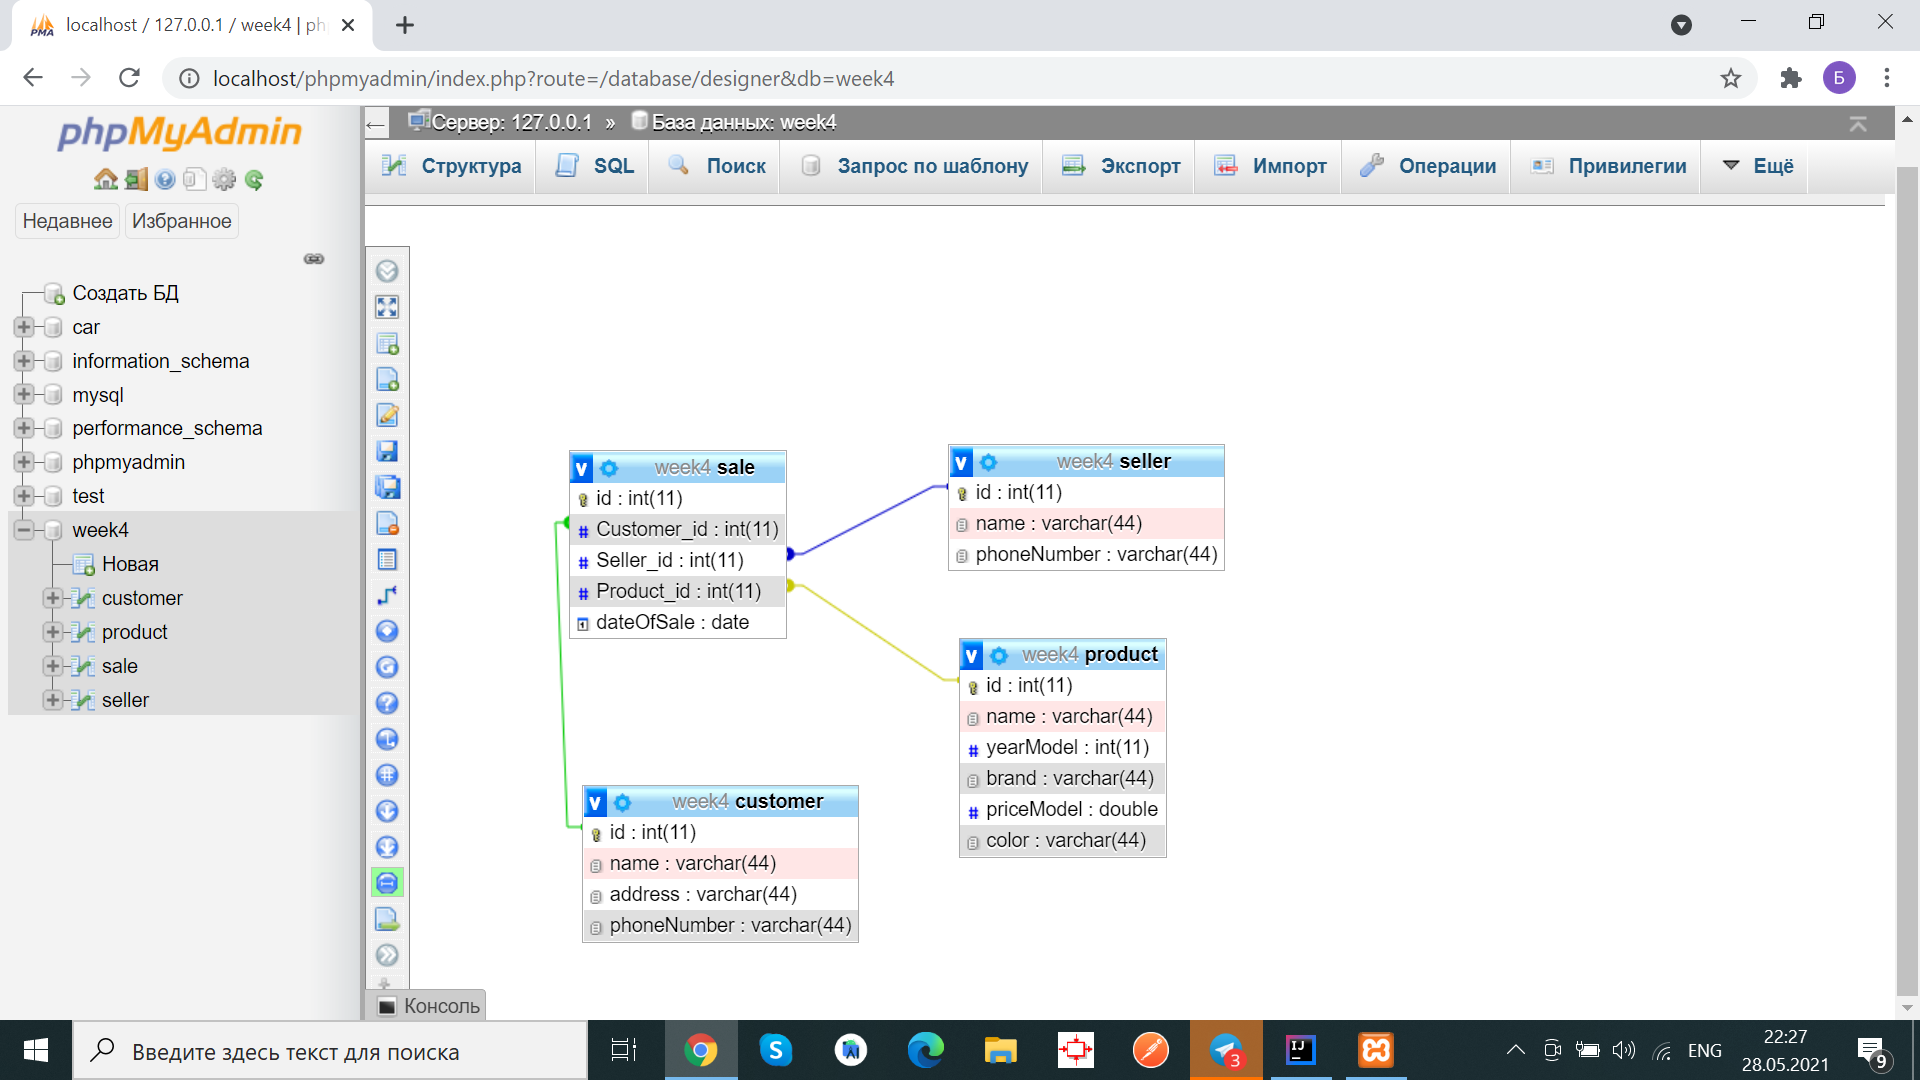 localhost / 127.0.0.1 / week4 | ph
localhost/phpmyadmin/index.php?route=/database/designer&db=week4
Б
phpMyAdmin
Недавнее
Избранное
Создать БД
car
information_schema
mysql
performance_schema
phpmyadmin
test
week4
Новая
customer
product
sale
seller
Сервер: 127.0.0.1 » База данных: week4
Структура
SQL
Поиск
Запрос по шаблону
Экспорт
Импорт
Операции
Привилегии
Ещё
week4 sale
id : int(11)
Customer_id : int(11)
Seller_id : int(11)
Product_id : int(11)
dateOfSale : date
week4 seller
id : int(11)
name : varchar(44)
phoneNumber : varchar(44)
week4 product
id : int(11)
name : varchar(44)
yearModel : int(11)
brand : varchar(44)
priceModel : double
color : varchar(44)
week4 customer
id : int(11)
name : varchar(44)
address : varchar(44)
phoneNumber : varchar(44)
Консоль
Введите здесь текст для поиска
3
ENG
22:27
28.05.2021
9